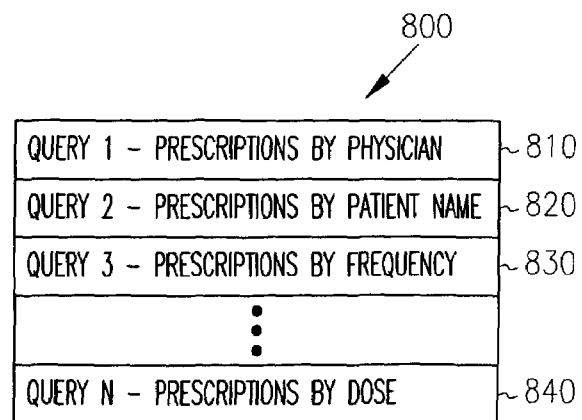 800
QUERY 1 - PRESCRIPTIONS BY PHYSICIAN 810
QUERY 2 - PRESCRIPTIONS BY PATIENT NAME 820
QUERY 3 - PRESCRIPTIONS BY FREQUENCY 830
QUERY N - PRESCRIPTIONS BY DOSE 840